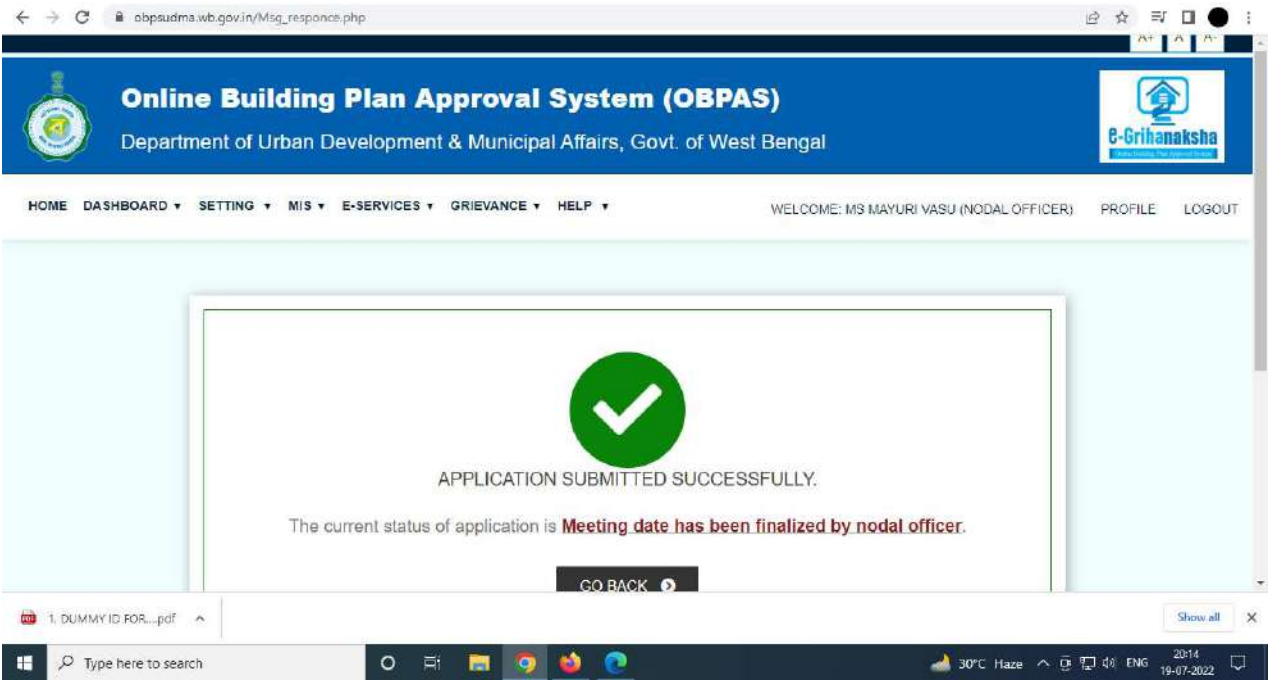 obpsudma.wb.gov.in/Msg_responce.php
A+ A A-
Online Building Plan Approval System (OBPAS)
Department of Urban Development & Municipal Affairs, Govt. of West Bengal
e-Grihanaksha
HOME DASHBOARD ▾ SETTING ▾ MIS ▾ E-SERVICES ▾ GRIEVANCE ▾ HELP ▾ WELCOME: MS MAYURI VASU (NODAL OFFICER) PROFILE LOGOUT
APPLICATION SUBMITTED SUCCESSFULLY.
The current status of application is Meeting date has been finalized by nodal officer.
GO BACK
1. DUMMY ID FOR....pdf Show all
Type here to search 30°C Haze ENG 20:14
19-07-2022